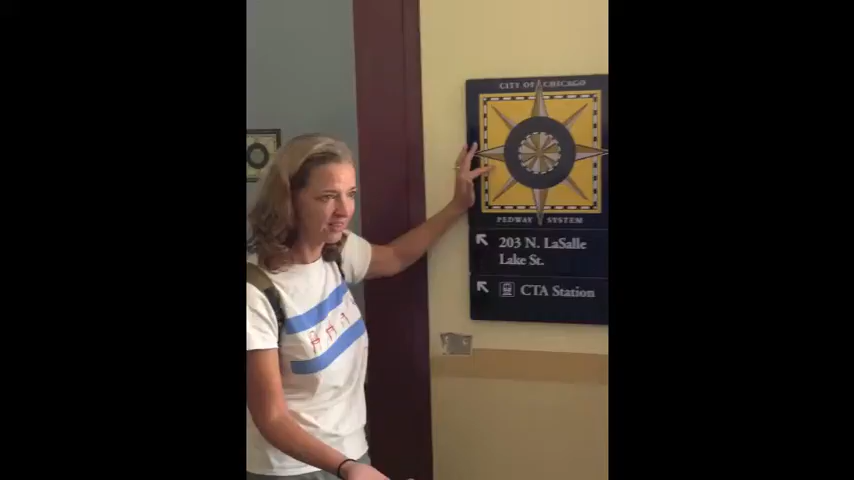 CITY OF CHICAGO
PEDWAY SYSTEM
203 N. LaSalle
Lake St.
CTA Station